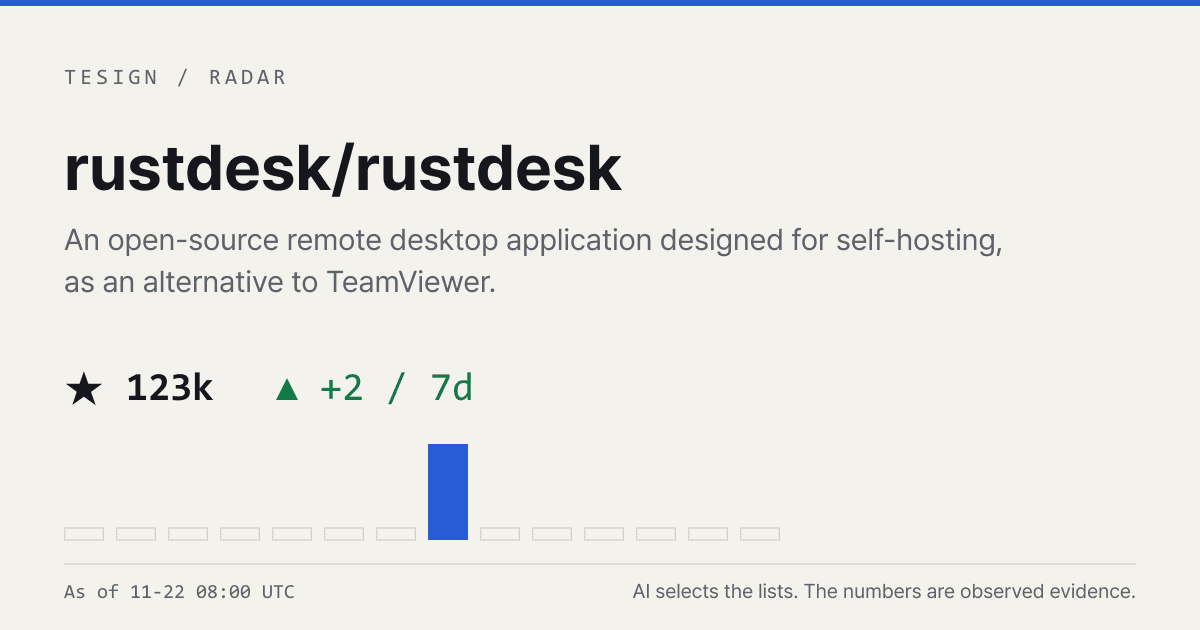 TESIGN / RADAR
rustdesk/rustdesk
An open-source remote desktop application designed for self-hosting,
as an alternative to TeamViewer.
★ 123k ▲ +2 / 7d
As of 11-22 08:00 UTC
AI selects the lists. The numbers are observed evidence.